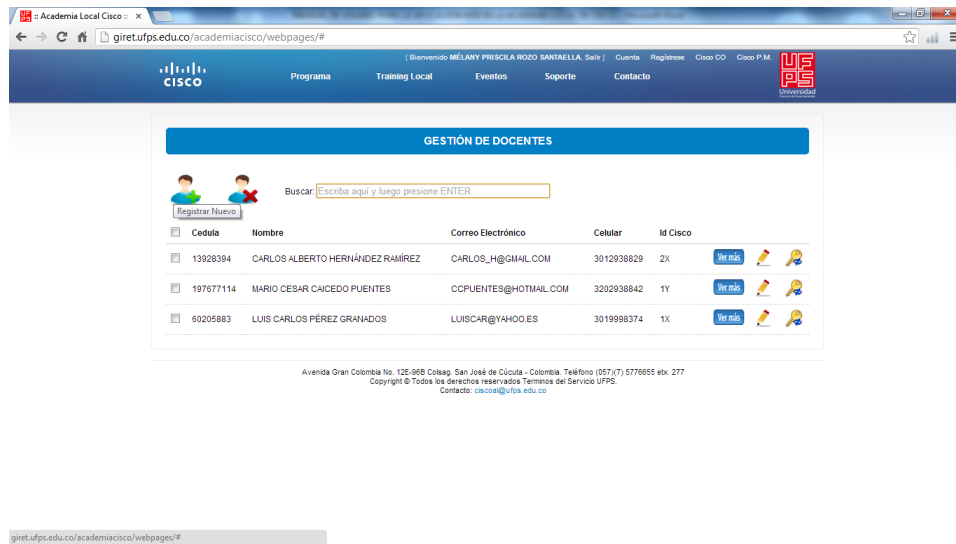 :: Academia Local Cisco ::
giret.ufps.edu.co/academiacisco/webpages/#
[ Bienvenido MÉLANY PRISCILA ROZO SANTAELLA, Salir ] Cuenta Regístrese Cisco CO Cisco P.M.
CISCO
Programa Training Local Eventos Soporte Contacto
UFPS
Universidad
GESTIÓN DE DOCENTES
Buscar: Escriba aquí y luego presione ENTER
Registrar Nuevo
Cedula Nombre Correo Electrónico Celular Id Cisco
13928394 CARLOS ALBERTO HERNÁNDEZ RAMÍREZ CARLOS_H@GMAIL.COM 3012938829 2X Ver más
197677114 MARIO CESAR CAICEDO PUENTES CCPUENTES@HOTMAIL.COM 3202938842 1Y Ver más
60205883 LUIS CARLOS PÉREZ GRANADOS LUISCAR@YAHOO.ES 3019998374 1X Ver más
Avenida Gran Colombia No. 12E-96B Colsag. San José de Cúcuta - Colombia. Teléfono (057)(7) 5776655 etx. 277
Copyright © Todos los derechos reservados Terminos del Servicio UFPS.
Contacto: ciscoal@ufps.edu.co
giret.ufps.edu.co/academiacisco/webpages/#